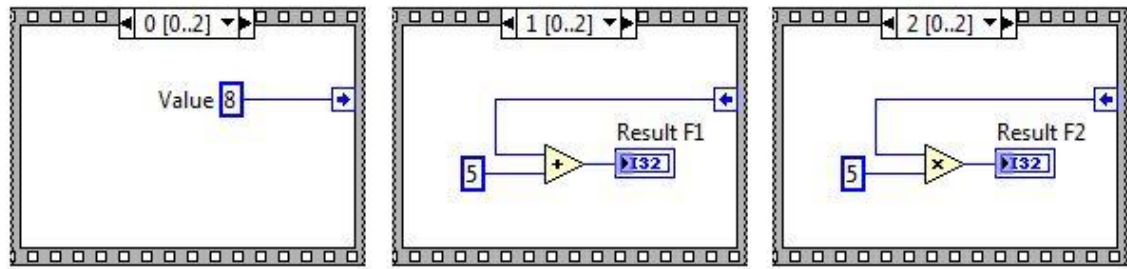 0 [0..2]
Value 8
1 [0..2]
Result F1
5 + I32
2 [0..2]
Result F2
5 × I32